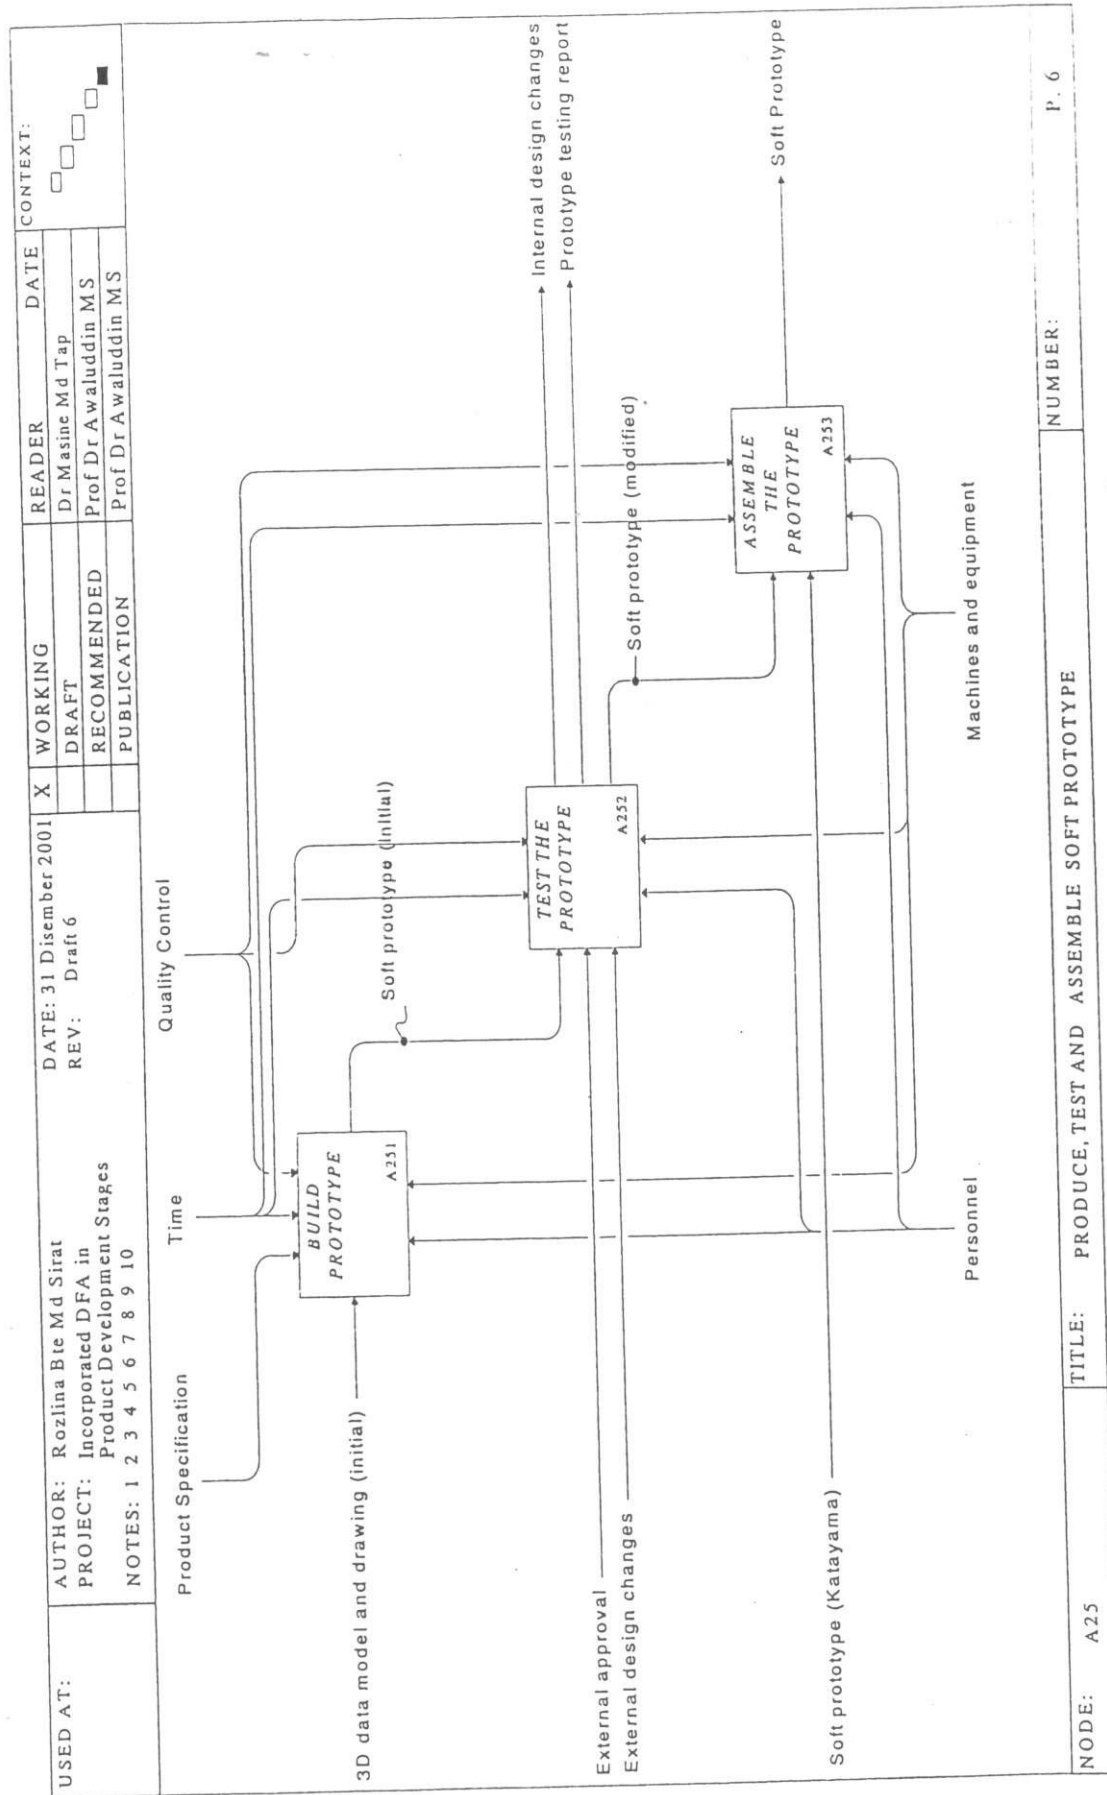 USED AT:
AUTHOR: Rozlina Bte Md Sirat
PROJECT: Incorporated DFA in
Product Development Stages
NOTES: 1 2 3 4 5 6 7 8 9 10
DATE: 31 Disember 2001
REV: Draft 6
X WORKING
DRAFT
RECOMMENDED
PUBLICATION
READER DATE
Dr Masine Md Tap
Prof Dr Awaluddin MS
Prof Dr Awaluddin MS
CONTEXT:
Product Specification
Time
Quality Control
3D data model and drawing (initial)
BUILD
PROTOTYPE
A251
Soft prototype (Initial)
External approval
External design changes
TEST THE
PROTOTYPE
A252
Internal design changes
Prototype testing report
Soft prototype (modified)
Soft prototype (Katayama)
ASSEMBLE
THE
PROTOTYPE
A253
Soft Prototype
Personnel
Machines and equipment
NODE: A25
TITLE: PRODUCE, TEST AND ASSEMBLE SOFT PROTOTYPE
NUMBER: P. 6